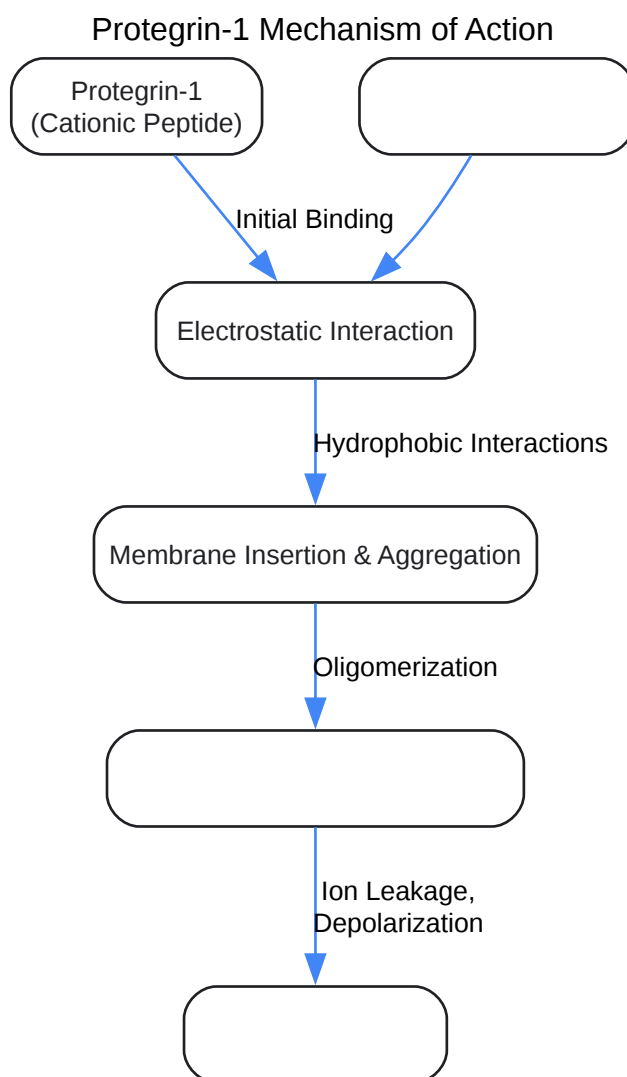 Protegrin-1 Mechanism of Action
Protegrin-1
(Cationic Peptide)
Initial Binding
Electrostatic Interaction
Hydrophobic Interactions
Membrane Insertion & Aggregation
Oligomerization
Ion Leakage,
Depolarization